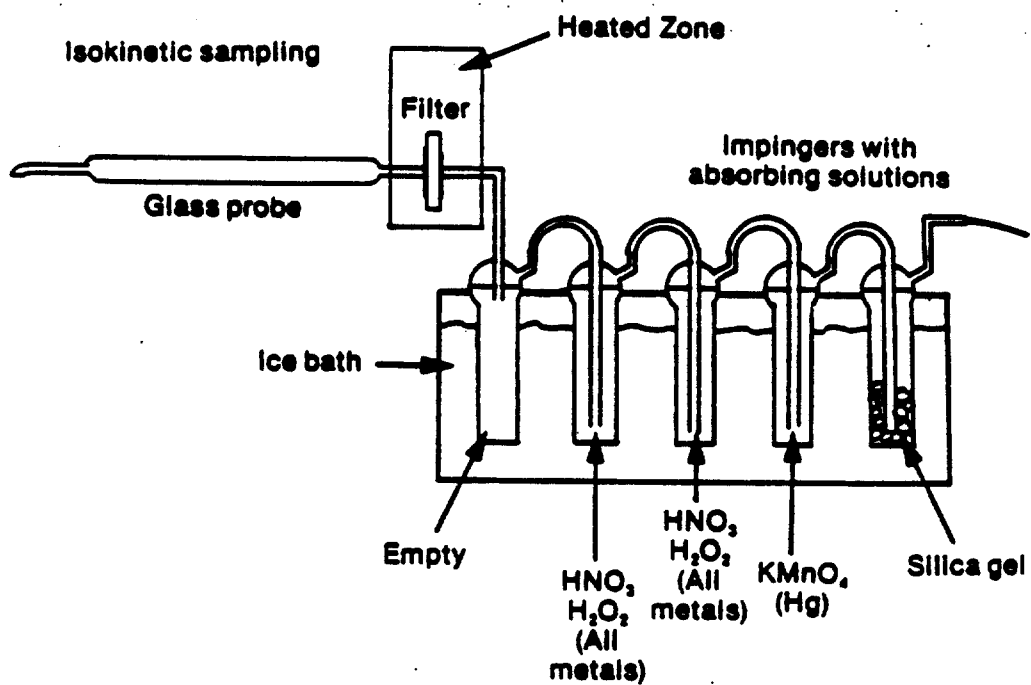 Isokinetic sampling
Heated Zone
Filter
Glass probe
Impingers with
absorbing solutions
Ice bath
Empty
HNO₃
H₂O₂
(All
metals)
HNO₃
H₂O₂
(All
metals)
KMnO₄
(Hg)
Silica gel